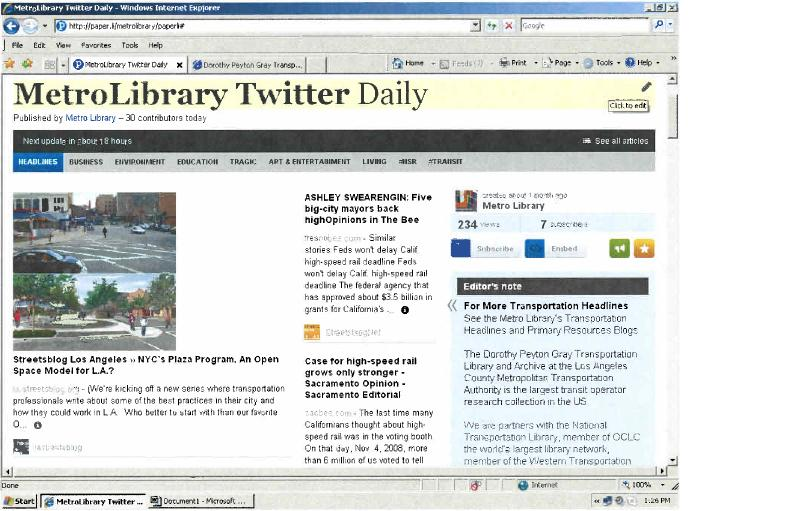 MetroLibrary Twitter Daily - Windows Internet Explorer
http://paper.li/metrolibrary/paperli#
Google
File Edit View Favorites Tools Help
MetroLibrary Twitter Daily
Dorothy Peyton Gray Transp...
Home Feeds Print Page Tools Help
MetroLibrary Twitter Daily
Click to edit
Published by Metro Library – 30 contributors today
Next update in about 18 hours
See all articles
HEADLINES BUSINESS ENVIRONMENT EDUCATION TRAGIC ART & ENTERTAINMENT LIVING #HSR #TRANSIT
Streetsblog Los Angeles » NYC's Plaza Program, An Open
Space Model for L.A.?
(We're kicking off a new series where transportation
professionals write about some of the best practices in their city and
how they could work in L.A. Who better to start with than our favorite
O...
ASHLEY SWEARENGIN: Five
big-city mayors back
highOpinions in The Bee
fresnobee.com - Similar
stories Feds won't delay Calif.
high-speed rail deadline Feds
won't delay Calif. high-speed rail
deadline The federal agency that
has approved about $3.5 billion in
grants for California's ...
StreetsblogNet
Case for high-speed rail
grows only stronger -
Sacramento Opinion -
Sacramento Editorial
sacbee.com - The last time many
Californians thought about high-
speed rail was in the voting booth.
On that day, Nov. 4, 2008, more
than 6 million of us voted to tell
created about 1 month ago
Metro Library
234 views 7 subscribers
Subscribe Embed
Editor's note
For More Transportation Headlines
See the Metro Library's Transportation
Headlines and Primary Resources Blogs
The Dorothy Peyton Gray Transportation
Library and Archive at the Los Angeles
County Metropolitan Transportation
Authority is the largest transit operator
research collection in the US
We are partners with the National
Transportation Library, member of OCLC
the world's largest library network,
member of the Western Transportation
Done
Internet
100%
Start
MetroLibrary Twitter ...
Document1 - Microsoft ...
1:26 PM